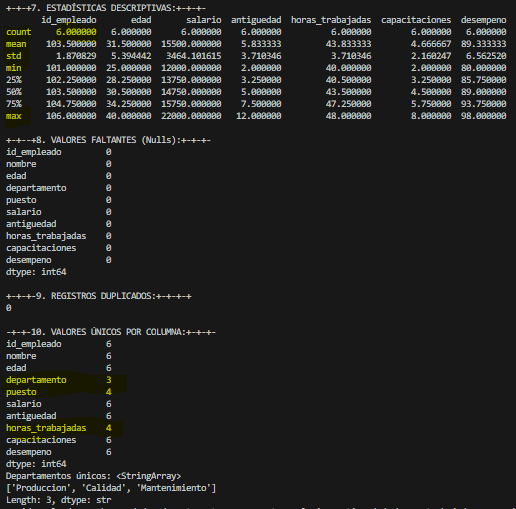 +-+-+7. ESTADÍSTICAS DESCRIPTIVAS:+-+-+-
id_empleado edad salario antiguedad horas_trabajadas capacitaciones desempeno
count 6.000000 6.000000 6.000000 6.000000 6.000000 6.000000 6.000000
mean 103.500000 31.500000 15500.000000 5.833333 43.833333 4.666667 89.333333
std 1.870829 5.394442 3464.101615 3.710346 3.710346 2.160247 6.562520
min 101.000000 25.000000 12000.000000 2.000000 40.000000 2.000000 80.000000
25% 102.250000 28.250000 13750.000000 3.250000 40.500000 3.250000 85.750000
50% 103.500000 30.500000 14750.000000 5.000000 43.500000 4.500000 89.000000
75% 104.750000 34.250000 15750.000000 7.500000 47.250000 5.750000 93.750000
max 106.000000 40.000000 22000.000000 12.000000 48.000000 8.000000 98.000000
+-+--+8. VALORES FALTANTES (Nulls):+-+-+-
id_empleado 0
nombre 0
edad 0
departamento 0
puesto 0
salario 0
antiguedad 0
horas_trabajadas 0
capacitaciones 0
desempeno 0
dtype: int64
+-+-+-9. REGISTROS DUPLICADOS:+-+-+-+
0
-+-+-10. VALORES ÚNICOS POR COLUMNA:+-+-+-
id_empleado 6
nombre 6
edad 6
departamento 3
puesto 4
salario 6
antiguedad 6
horas_trabajadas 4
capacitaciones 6
desempeno 6
dtype: int64
Departamentos únicos: <StringArray>
['Produccion', 'Calidad', 'Mantenimiento']
Length: 3, dtype: str